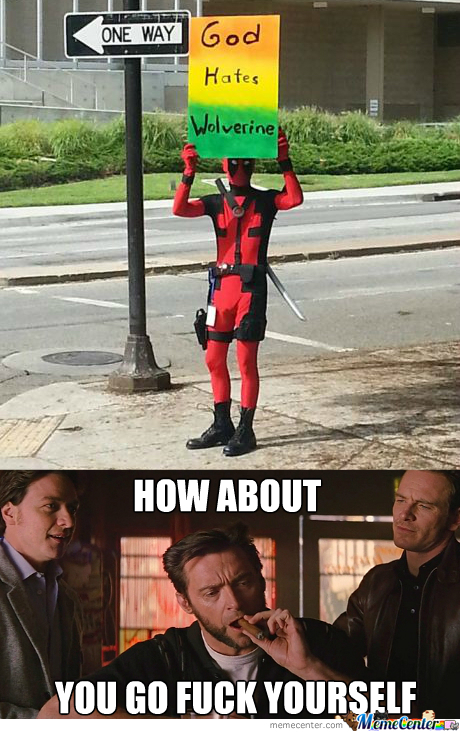 ONE WAY
God
Hates
Wolverine
HOW ABOUT
YOU GO FUCK YOURSELF
memecenter.com MemeCenter